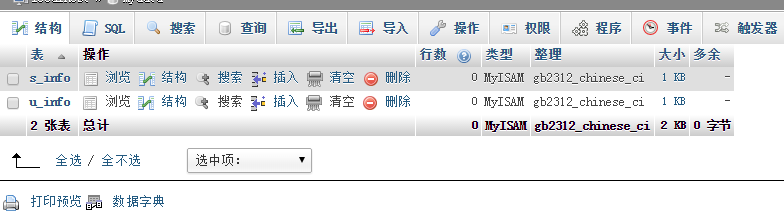 结构 SQL 搜索 查询 导出 导入 操作 权限 程序 事件 触发器
表 操作 行数 类型 整理 大小 多余
s_info 浏览 结构 搜索 插入 清空 删除 0 MyISAM gb2312_chinese_ci 1 KB -
u_info 浏览 结构 搜索 插入 清空 删除 0 MyISAM gb2312_chinese_ci 1 KB -
2 张表 总计 0 MyISAM gb2312_chinese_ci 2 KB 0 字节
全选 / 全不选 选中项:
打印预览 数据字典